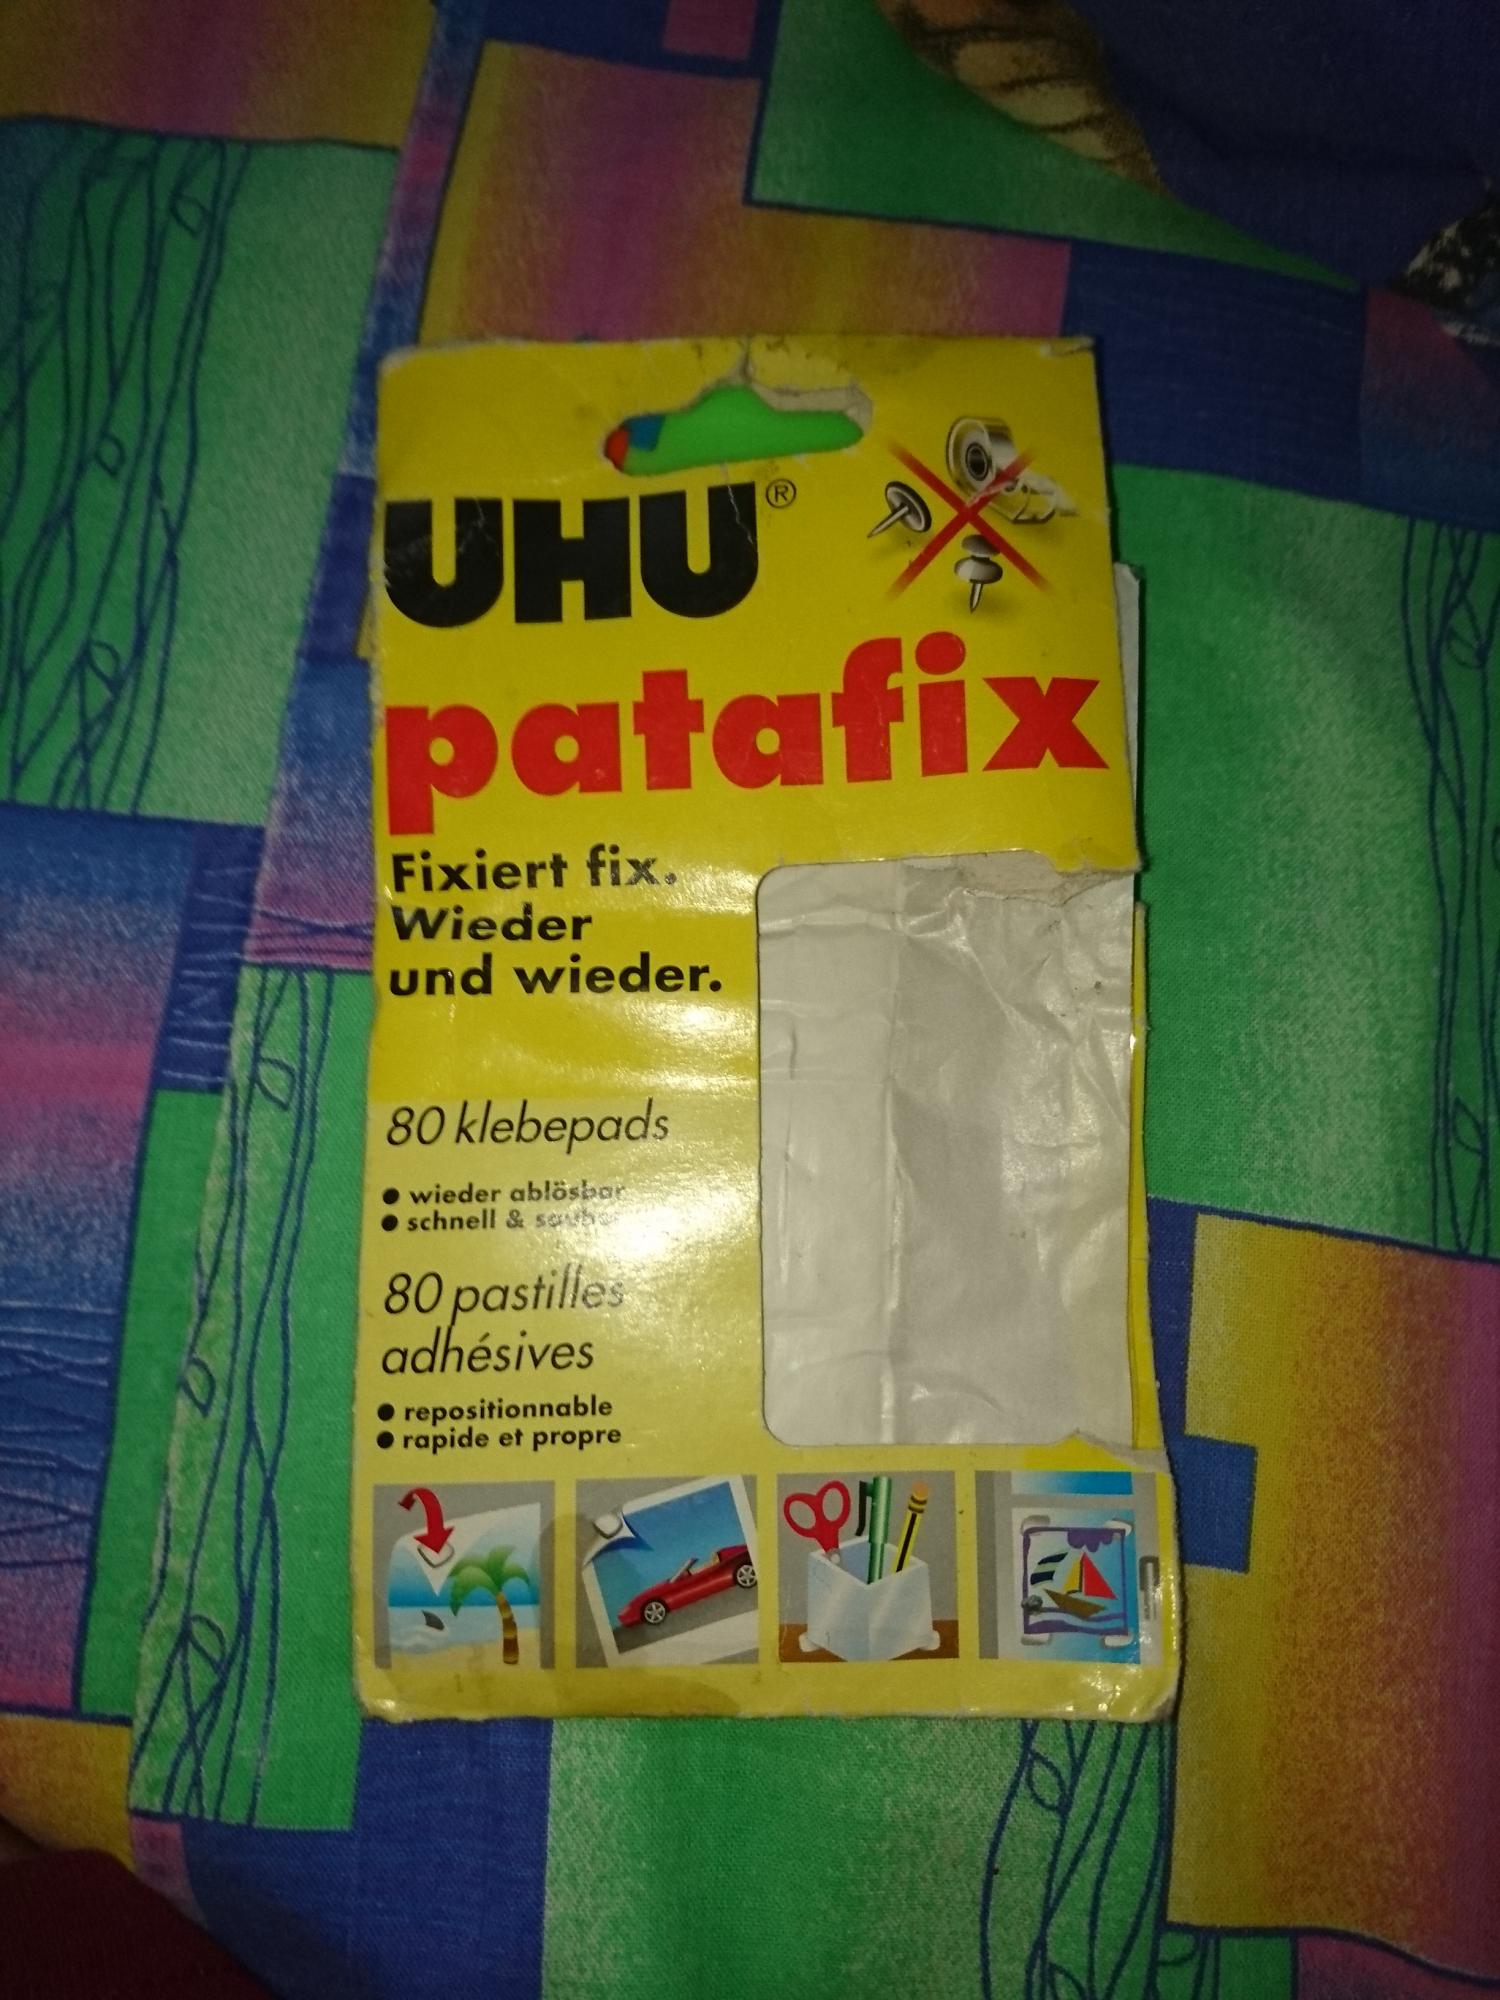 UHU®
patafix
Fixiert fix.
Wieder
und wieder.
80 klebepads
● wieder ablösbar
● schnell & sauber
80 pastilles
adhésives
● repositionnable
● rapide et propre